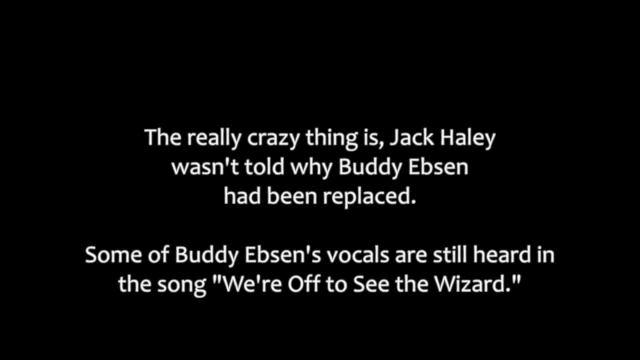 The really crazy thing is, Jack Haley
wasn't told why Buddy Ebsen
had been replaced.
Some of Buddy Ebsen's vocals are still heard in
the song "We're Off to See the Wizard."